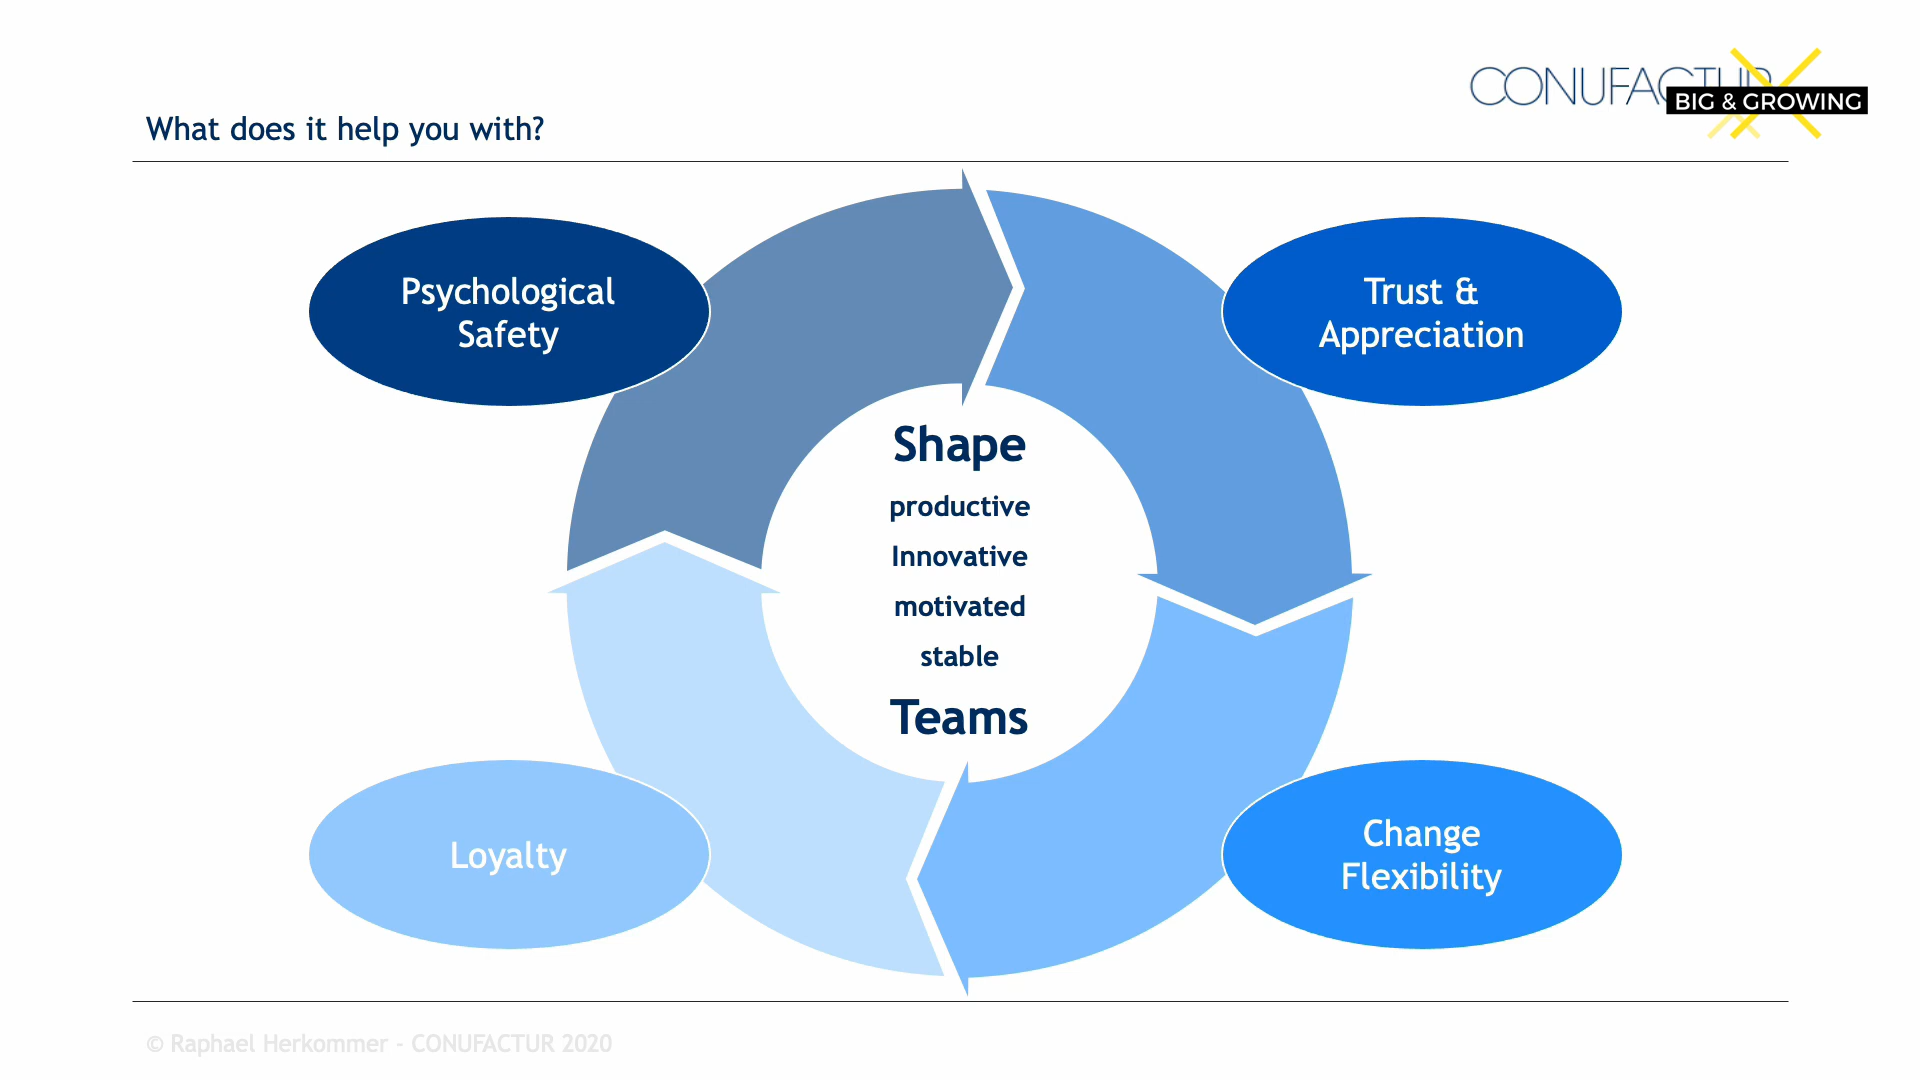 CONUFACTUR
BIG & GROWING
What does it help you with?
Psychological
Safety
Trust &
Appreciation
Shape
productive
Innovative
motivated
stable
Teams
Loyalty
Change
Flexibility
© Raphael Herkommer - CONUFACTUR 2020